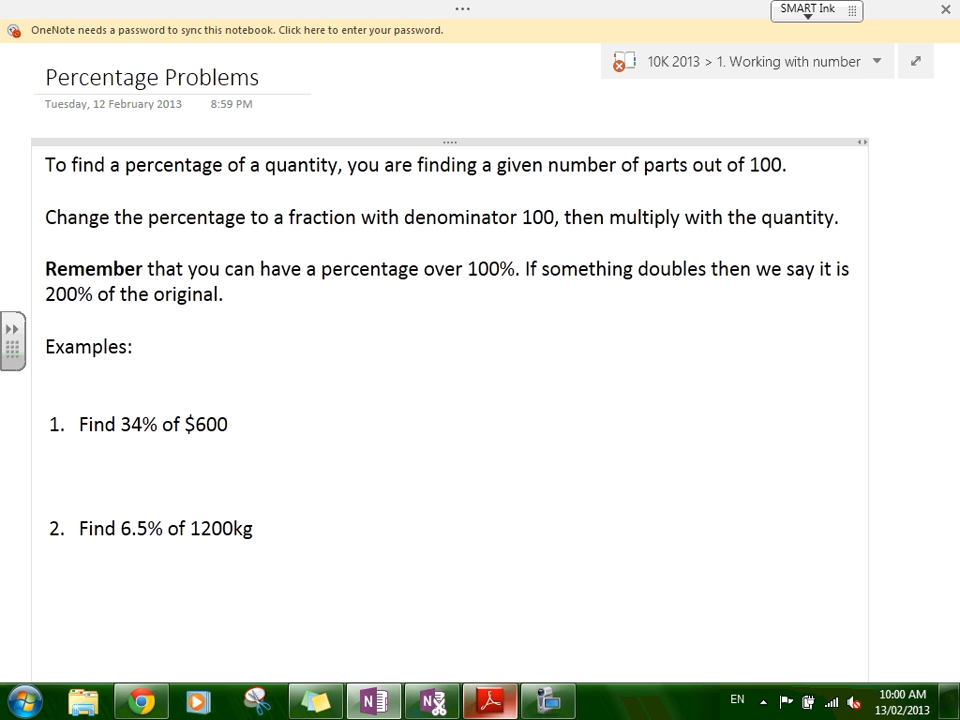 SMART Ink
OneNote needs a password to sync this notebook. Click here to enter your password.
Percentage Problems
10K 2013 > 1. Working with number
Tuesday, 12 February 2013 8:59 PM
To find a percentage of a quantity, you are finding a given number of parts out of 100.
Change the percentage to a fraction with denominator 100, then multiply with the quantity.
Remember that you can have a percentage over 100%. If something doubles then we say it is
200% of the original.
Examples:
1. Find 34% of $600
2. Find 6.5% of 1200kg
EN
10:00 AM
13/02/2013